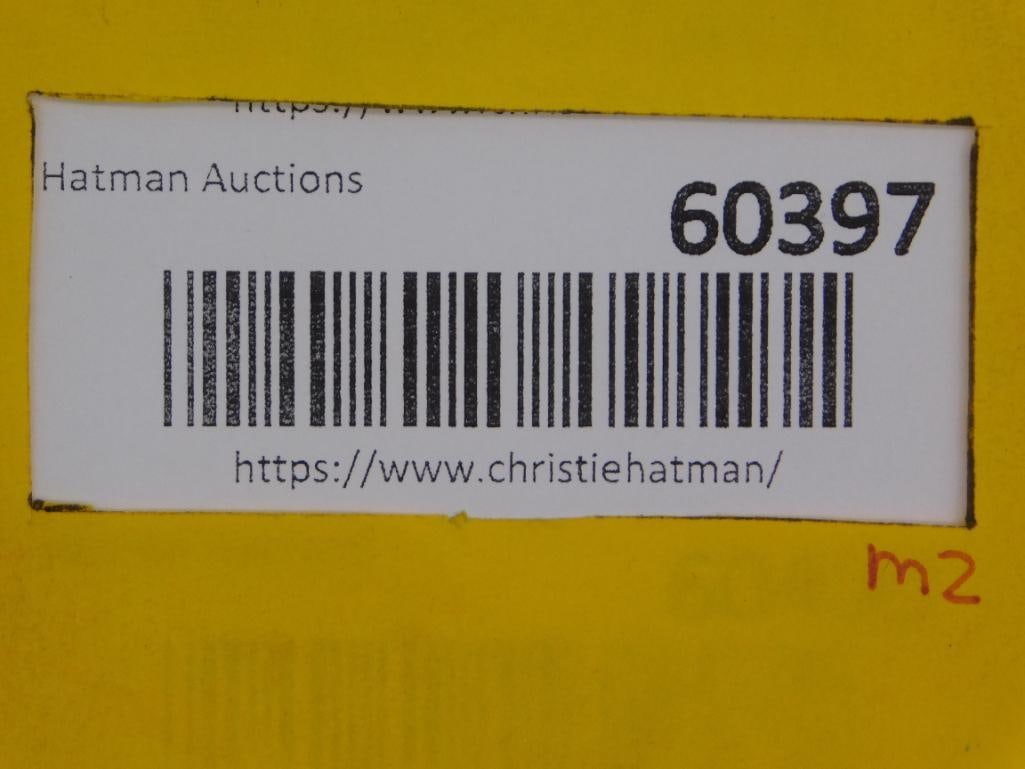 Hatman Auctions
60397
https://www.christiehatman/
m2